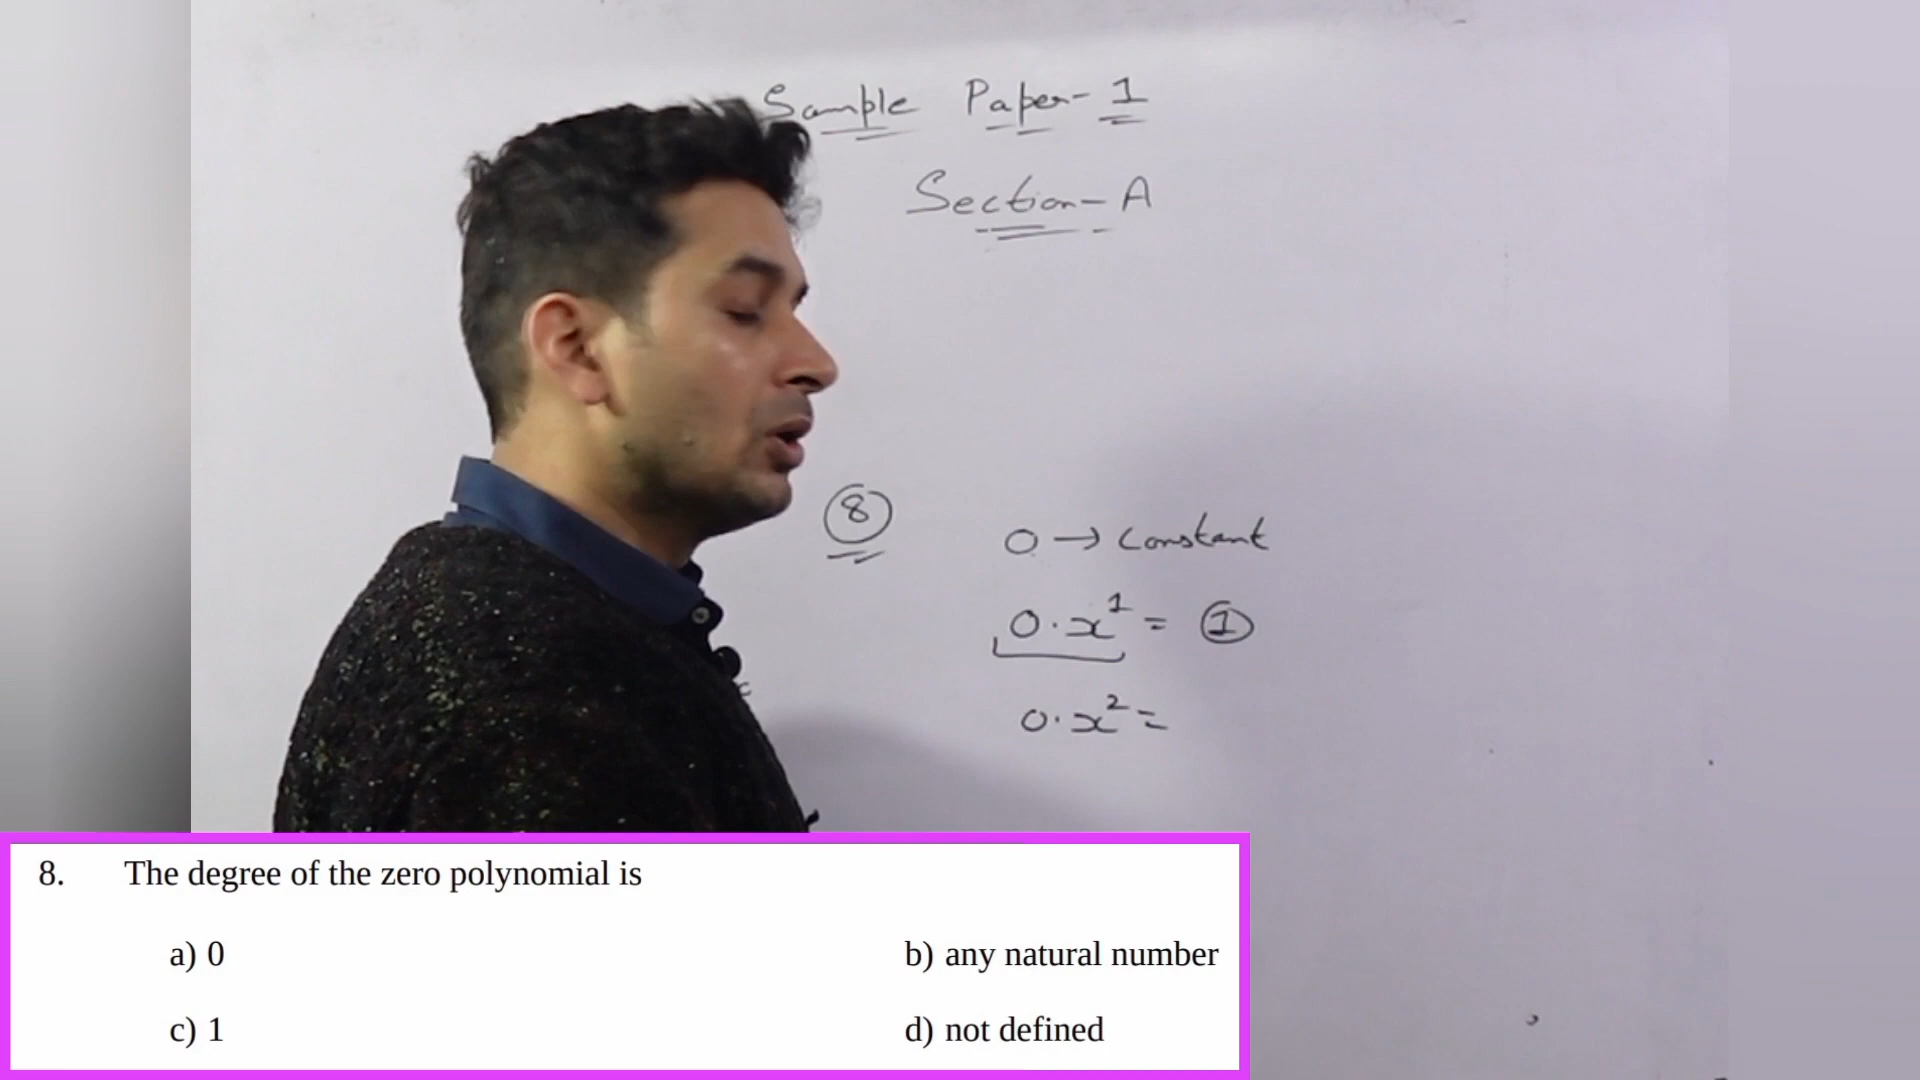 Sample Paper- 1
Section- A
8
0 → constant
0·x¹ = 1
0·x² =
8. The degree of the zero polynomial is
a) 0 b) any natural number
c) 1 d) not defined